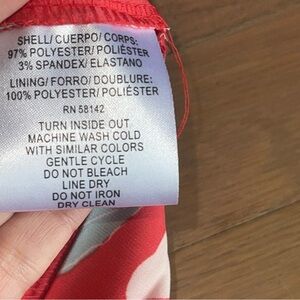 SHELL/ CUERPO/ CORPS:
97% POLYESTER/ POLIÉSTER
3% SPANDEX/ ELASTANO
LINING/ FORRO/ DOUBLURE:
100% POLYESTER/ POLIÉSTER
RN 58142
TURN INSIDE OUT
MACHINE WASH COLD
WITH SIMILAR COLORS
GENTLE CYCLE
DO NOT BLEACH
LINE DRY
DO NOT IRON
DRY CLEAN